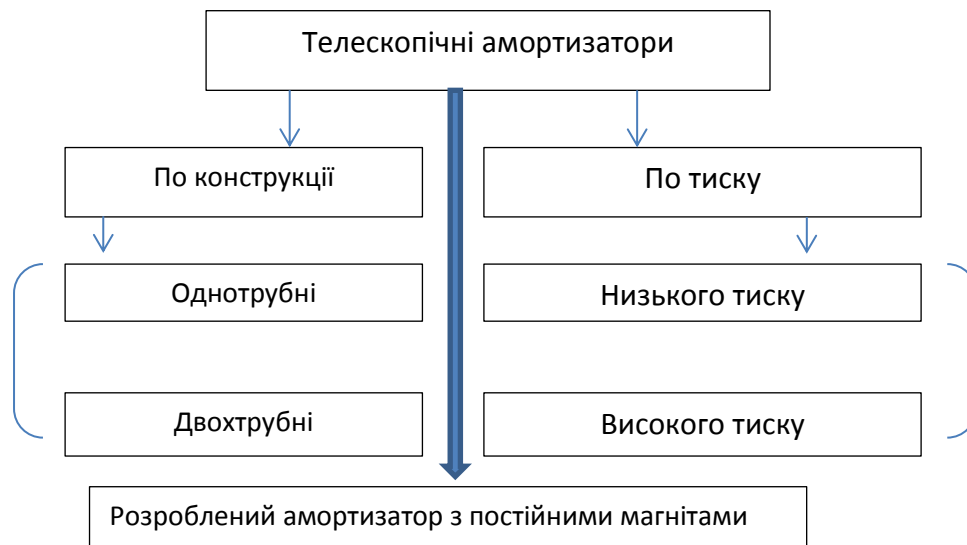 Телескопічні амортизатори
По конструкції
По тиску
Однотрубні
Низького тиску
Двохтрубні
Високого тиску
Розроблений амортизатор з постійними магнітами